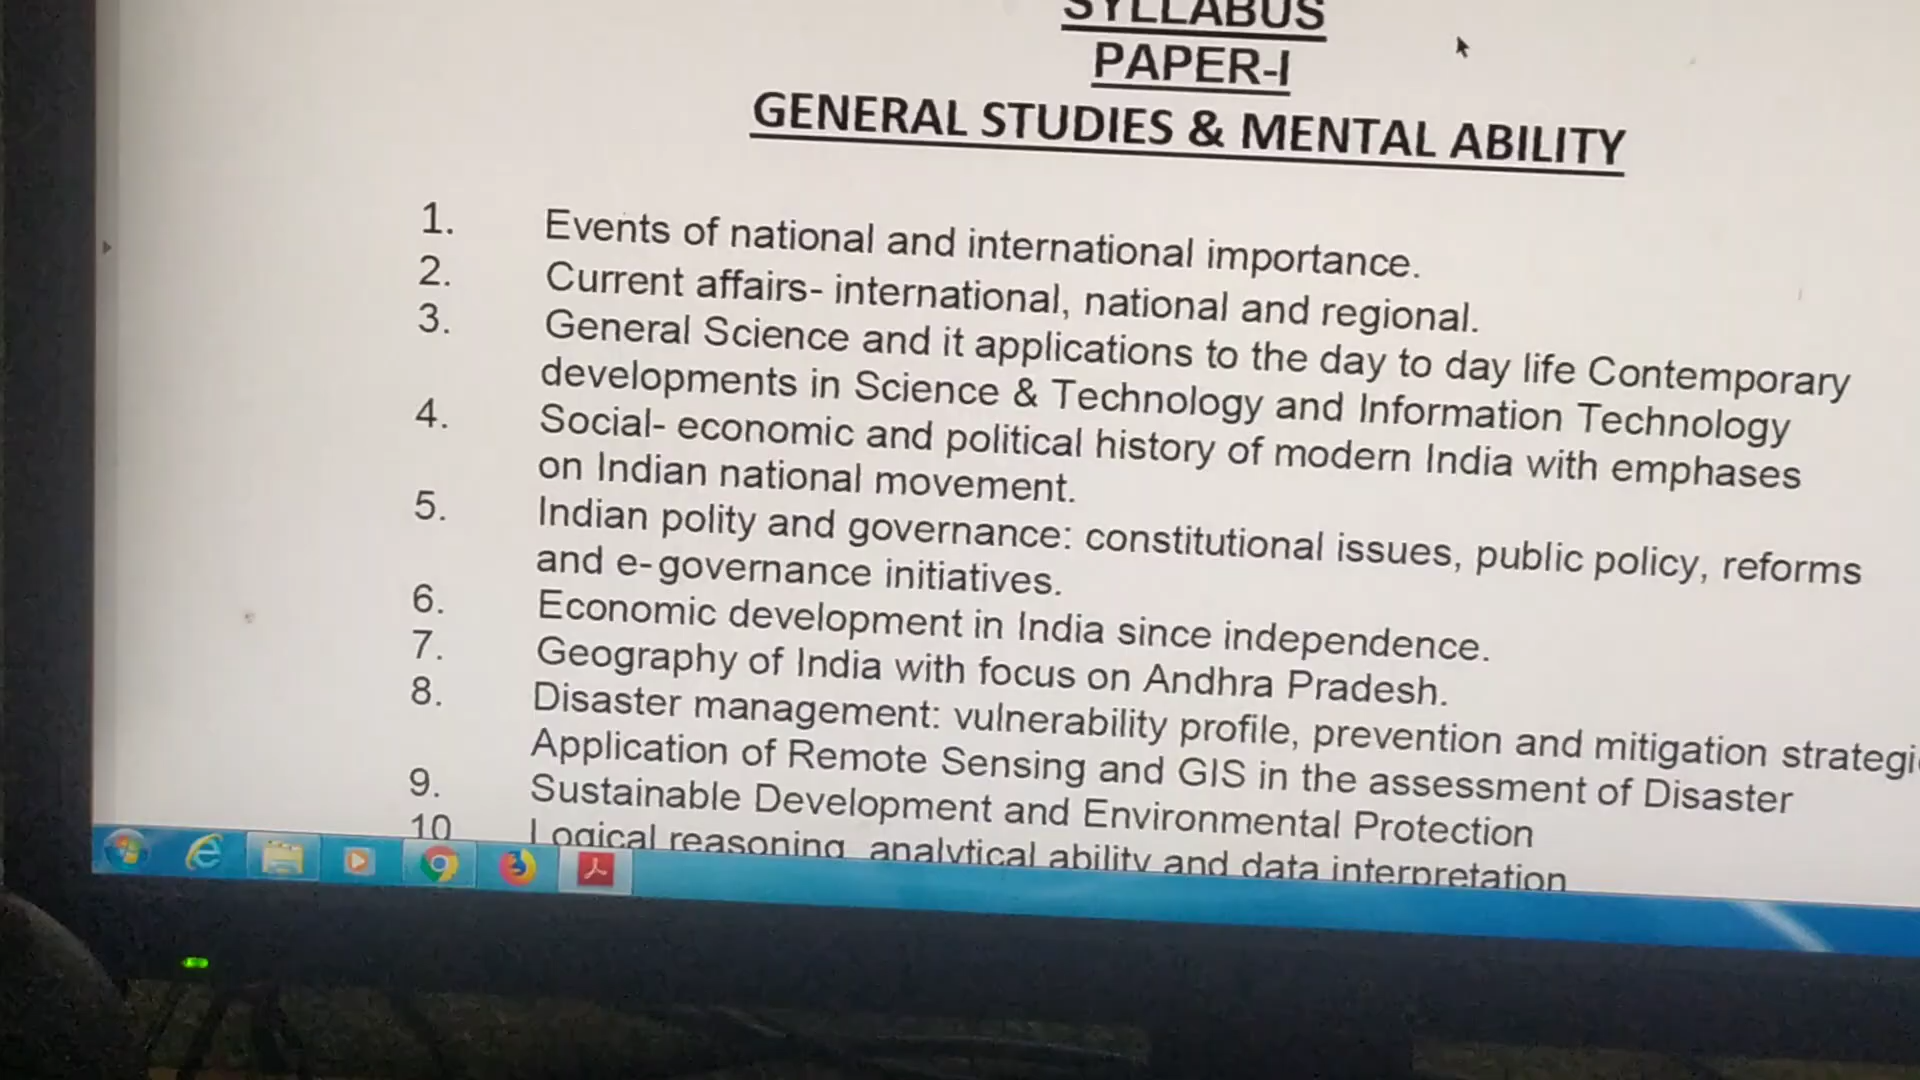 SYLLABUS
PAPER-I
GENERAL STUDIES & MENTAL ABILITY
1. Events of national and international importance.
2. Current affairs- international, national and regional.
3. General Science and it applications to the day to day life Contemporary
developments in Science & Technology and Information Technology
4. Social- economic and political history of modern India with emphases
on Indian national movement.
5. Indian polity and governance: constitutional issues, public policy, reforms
and e-governance initiatives.
6. Economic development in India since independence.
7. Geography of India with focus on Andhra Pradesh.
8. Disaster management: vulnerability profile, prevention and mitigation strategi
Application of Remote Sensing and GIS in the assessment of Disaster
9. Sustainable Development and Environmental Protection
10 Logical reasoning, analytical ability and data interpretation